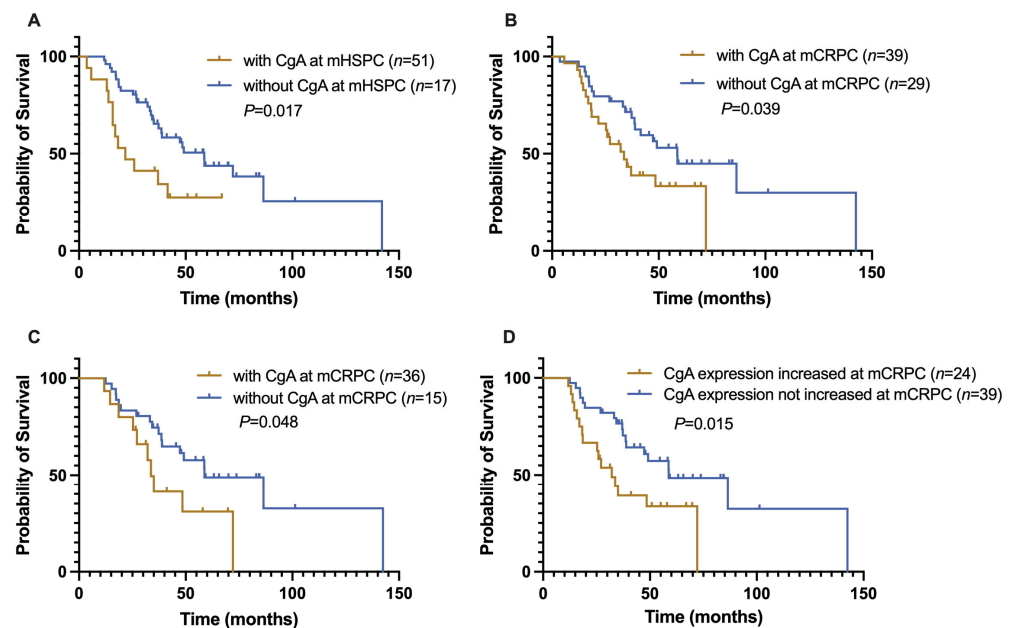 A
Probability of Survival
100
50
0
0 50 100 150
Time (months)
with CgA at mHSPC (n=51)
without CgA at mHSPC (n=17)
P=0.017
B
Probability of Survival
100
50
0
0 50 100 150
Time (months)
with CgA at mCRPC (n=39)
without CgA at mCRPC (n=29)
P=0.039
C
Probability of Survival
100
50
0
0 50 100 150
Time (months)
with CgA at mCRPC (n=36)
without CgA at mCRPC (n=15)
P=0.048
D
Probability of Survival
100
50
0
0 50 100 150
Time (months)
CgA expression increased at mCRPC (n=24)
CgA expression not increased at mCRPC (n=39)
P=0.015